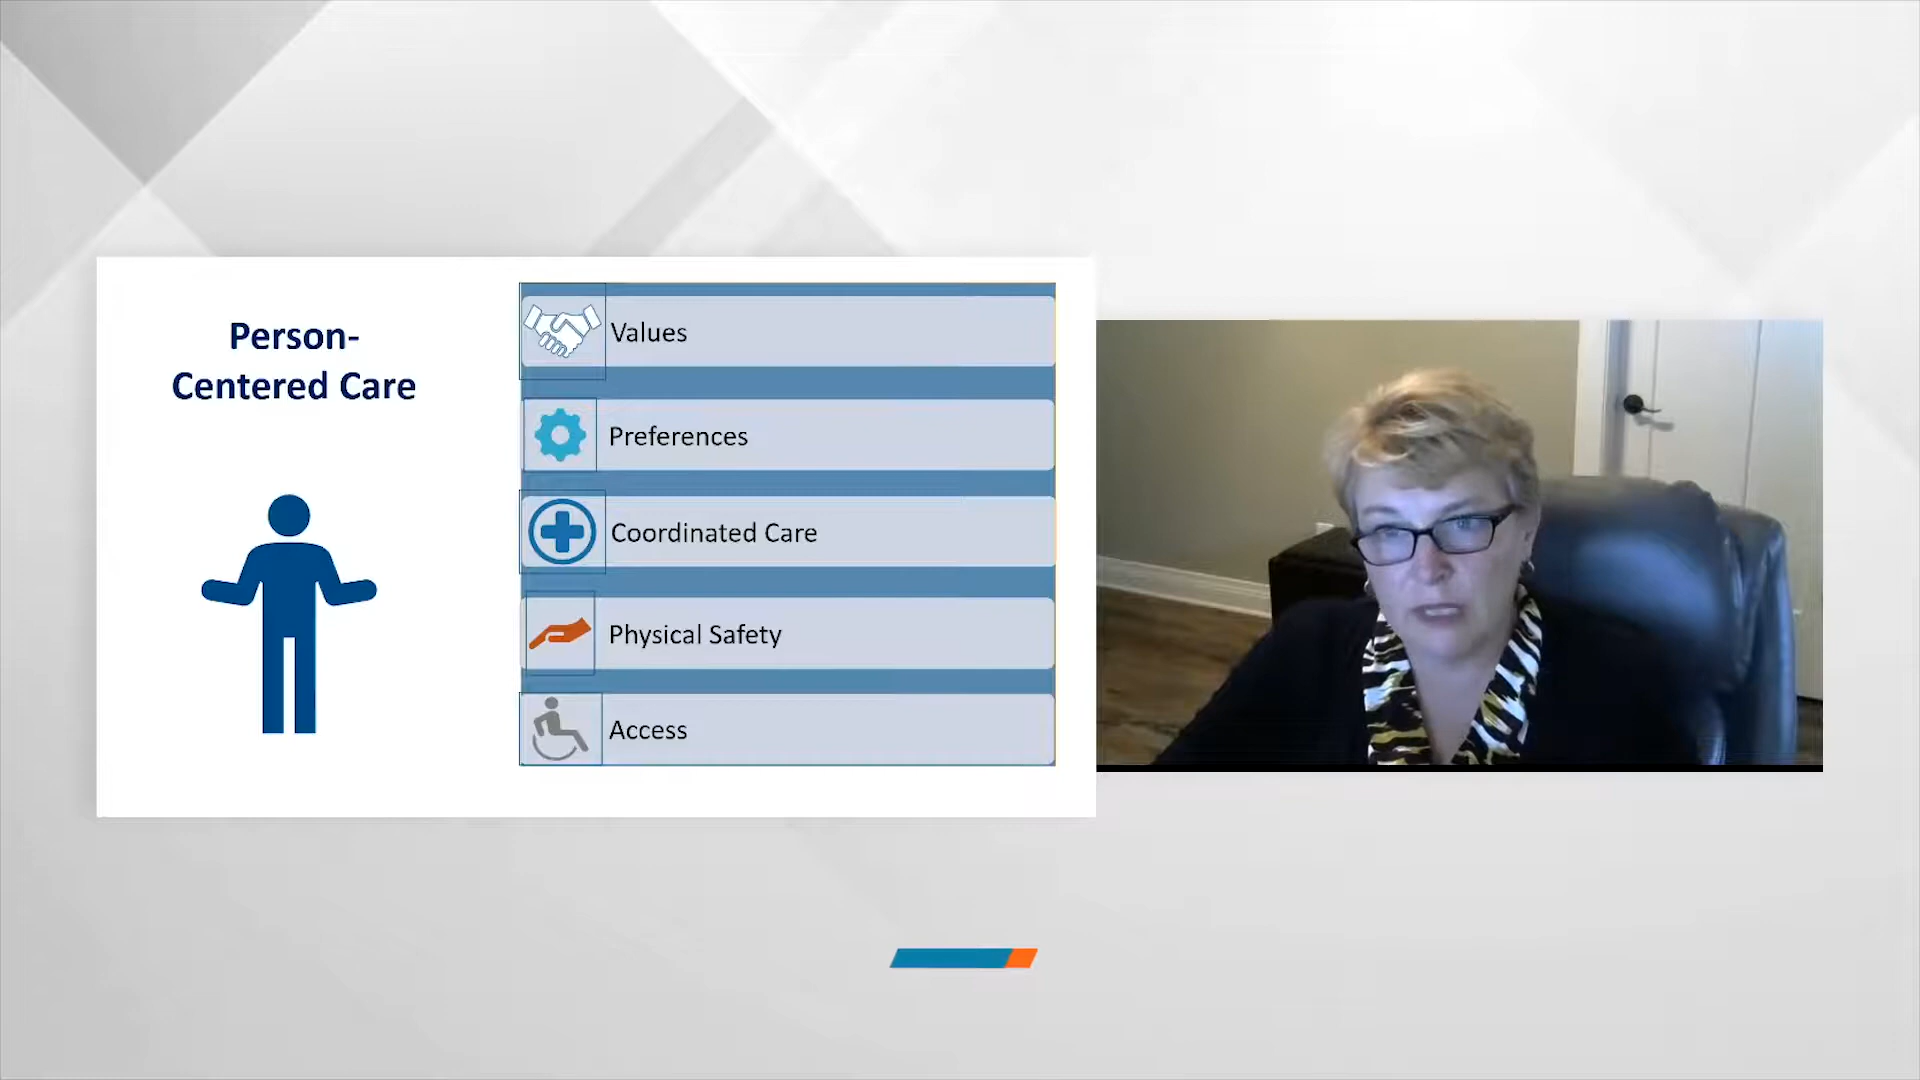 Person-
Centered Care
Values
Preferences
Coordinated Care
Physical Safety
Access